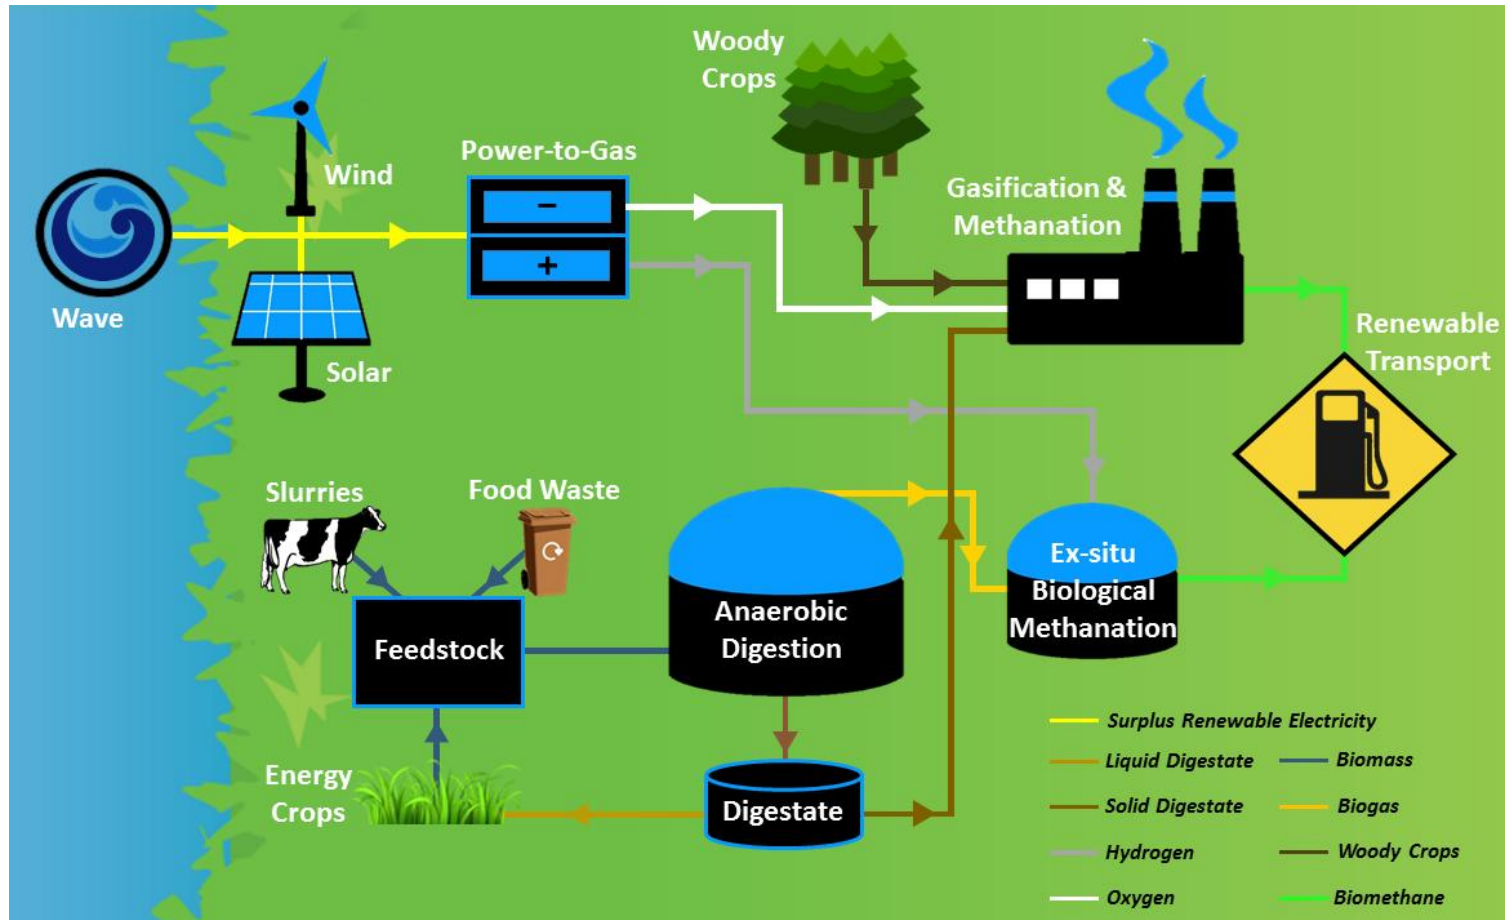 Woody
Crops
Power-to-Gas
Wind
Gasification &
Methanation
−
+
Wave
Solar
Renewable
Transport
Slurries
Food Waste
Ex-situ
Biological
Methanation
Anaerobic
Digestion
Feedstock
Energy
Crops
Digestate
Surplus Renewable Electricity
Liquid Digestate
Biomass
Solid Digestate
Biogas
Hydrogen
Woody Crops
Oxygen
Biomethane